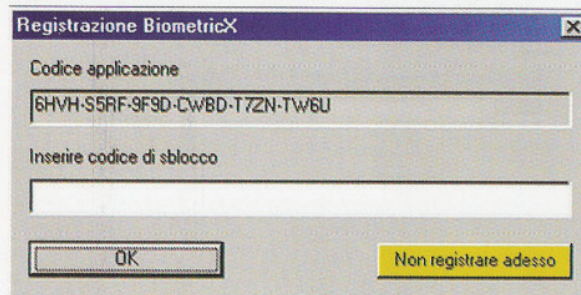 Registrazione BiometricX
Codice applicazione
6HVH-S5RF-9F9D-CWBD-T7ZN-TW6U
Inserire codice di sblocco
OK
Non registrare adesso